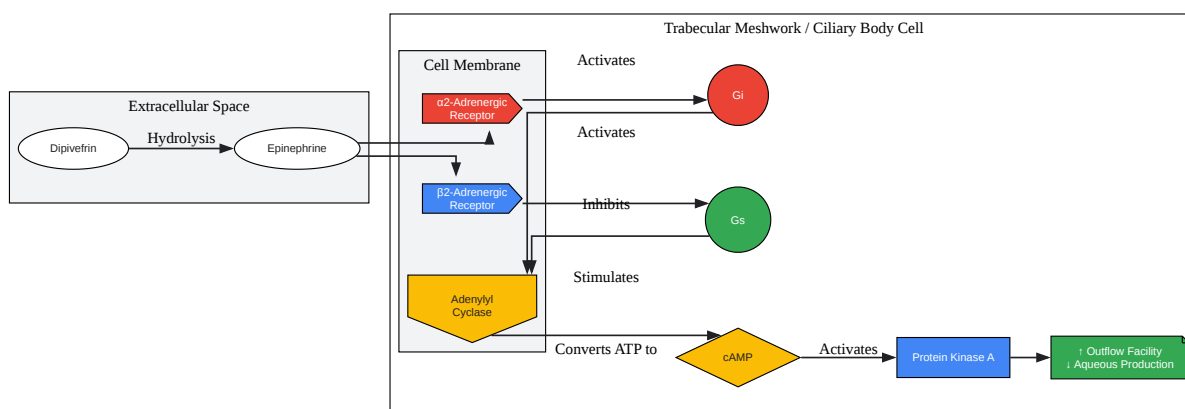 Trabecular Meshwork / Ciliary Body Cell
Cell Membrane
Activates
Extracellular Space
α2-Adrenergic
Receptor
Gi
Activates
Hydrolysis
Dipivefrin
Epinephrine
β2-Adrenergic
Receptor
Inhibits
Gs
Stimulates
Adenylyl
Cyclase
Converts ATP to
cAMP
Activates
Protein Kinase A
↑ Outflow Facility
↓ Aqueous Production